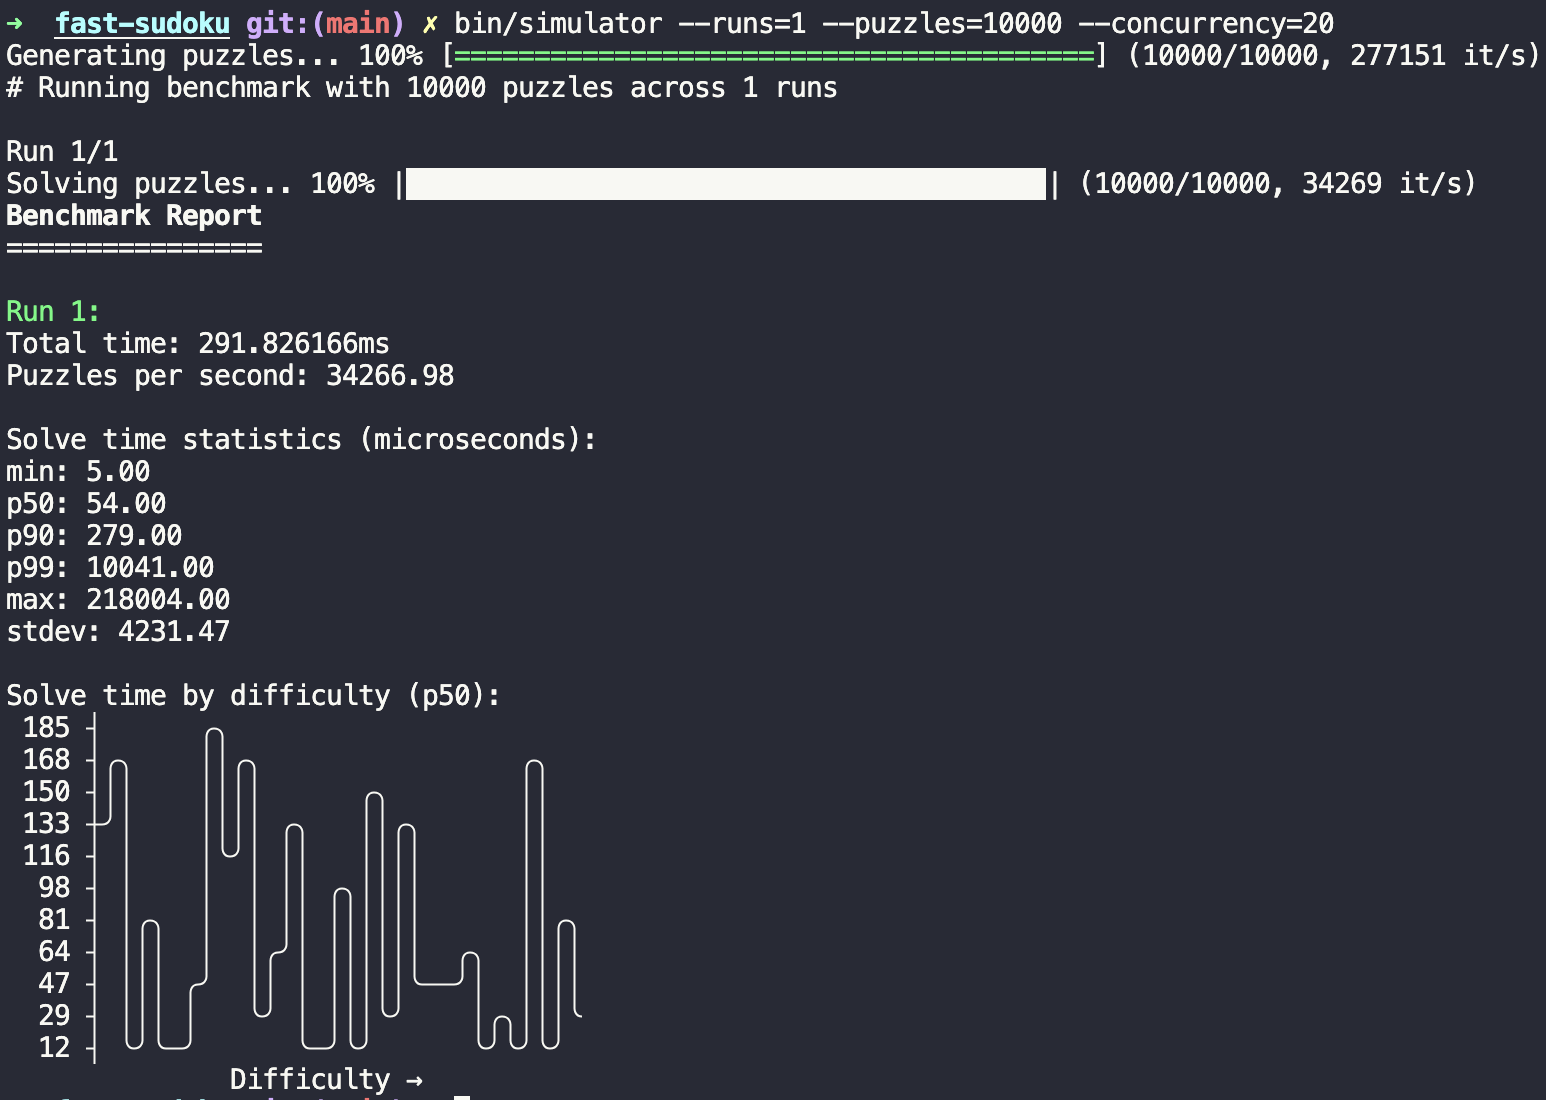 ➜  fast-sudoku git:(main) ✗ bin/simulator --runs=1 --puzzles=10000 --concurrency=20
Generating puzzles... 100% [========================================] (10000/10000, 277151 it/s)
# Running benchmark with 10000 puzzles across 1 runs
Run 1/1
Solving puzzles... 100% |████████████████████████████████████████| (10000/10000, 34269 it/s)
Benchmark Report
================
Run 1:
Total time: 291.826166ms
Puzzles per second: 34266.98
Solve time statistics (microseconds):
min: 5.00
p50: 54.00
p90: 279.00
p99: 10041.00
max: 218004.00
stdev: 4231.47
Solve time by difficulty (p50):
185
168
150
133
116
98
81
64
47
29
12
Difficulty →